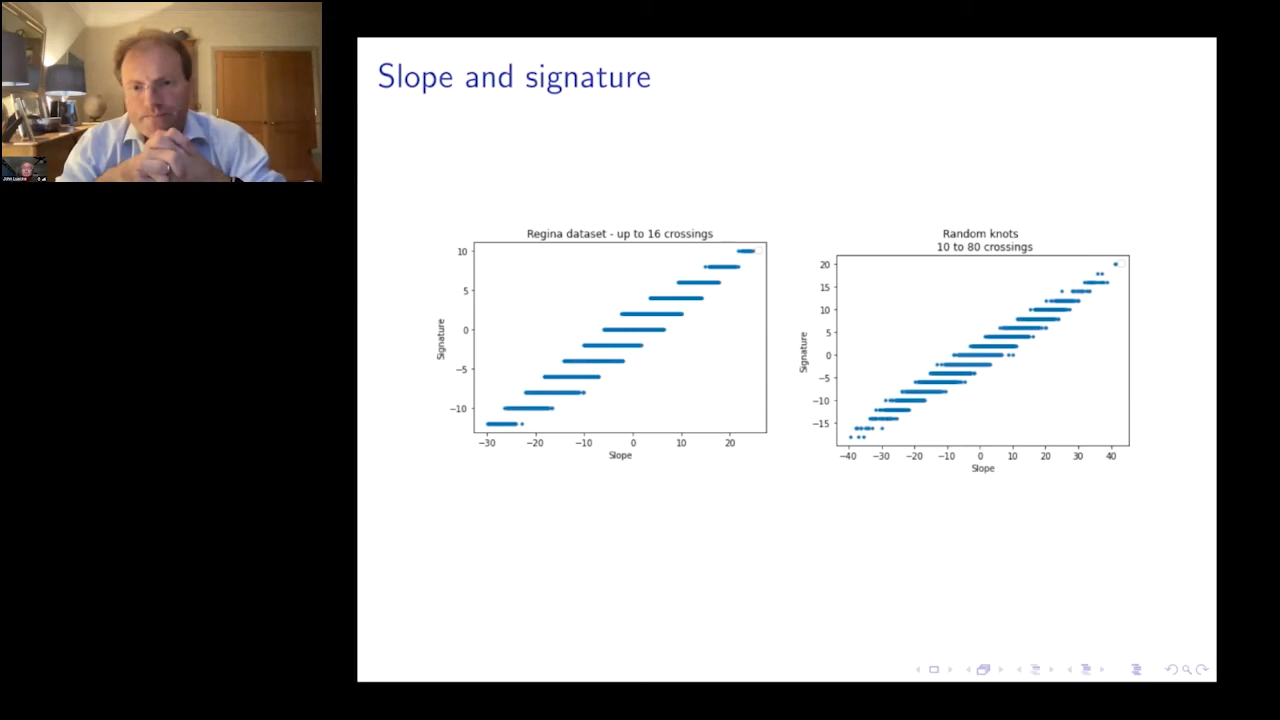 Slope and signature
Regina dataset - up to 16 crossings
10
5
0
−5
−10
Signature
−30 −20 −10 0 10 20
Slope
Random knots
10 to 80 crossings
20
15
10
5
0
−5
−10
−15
Signature
−40 −30 −20 −10 0 10 20 30 40
Slope